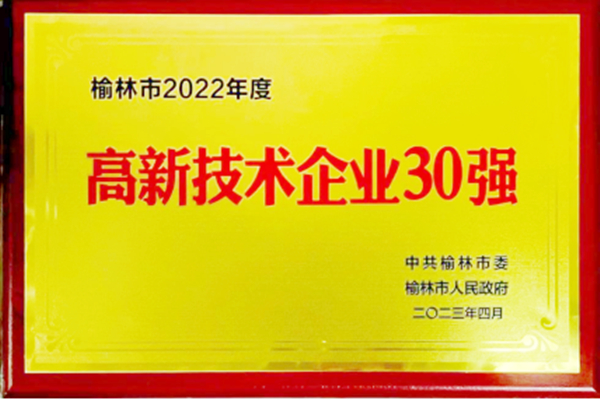 榆林市2022年度
高新技术企业30强
中共榆林市委
榆林市人民政府
二〇二三年四月